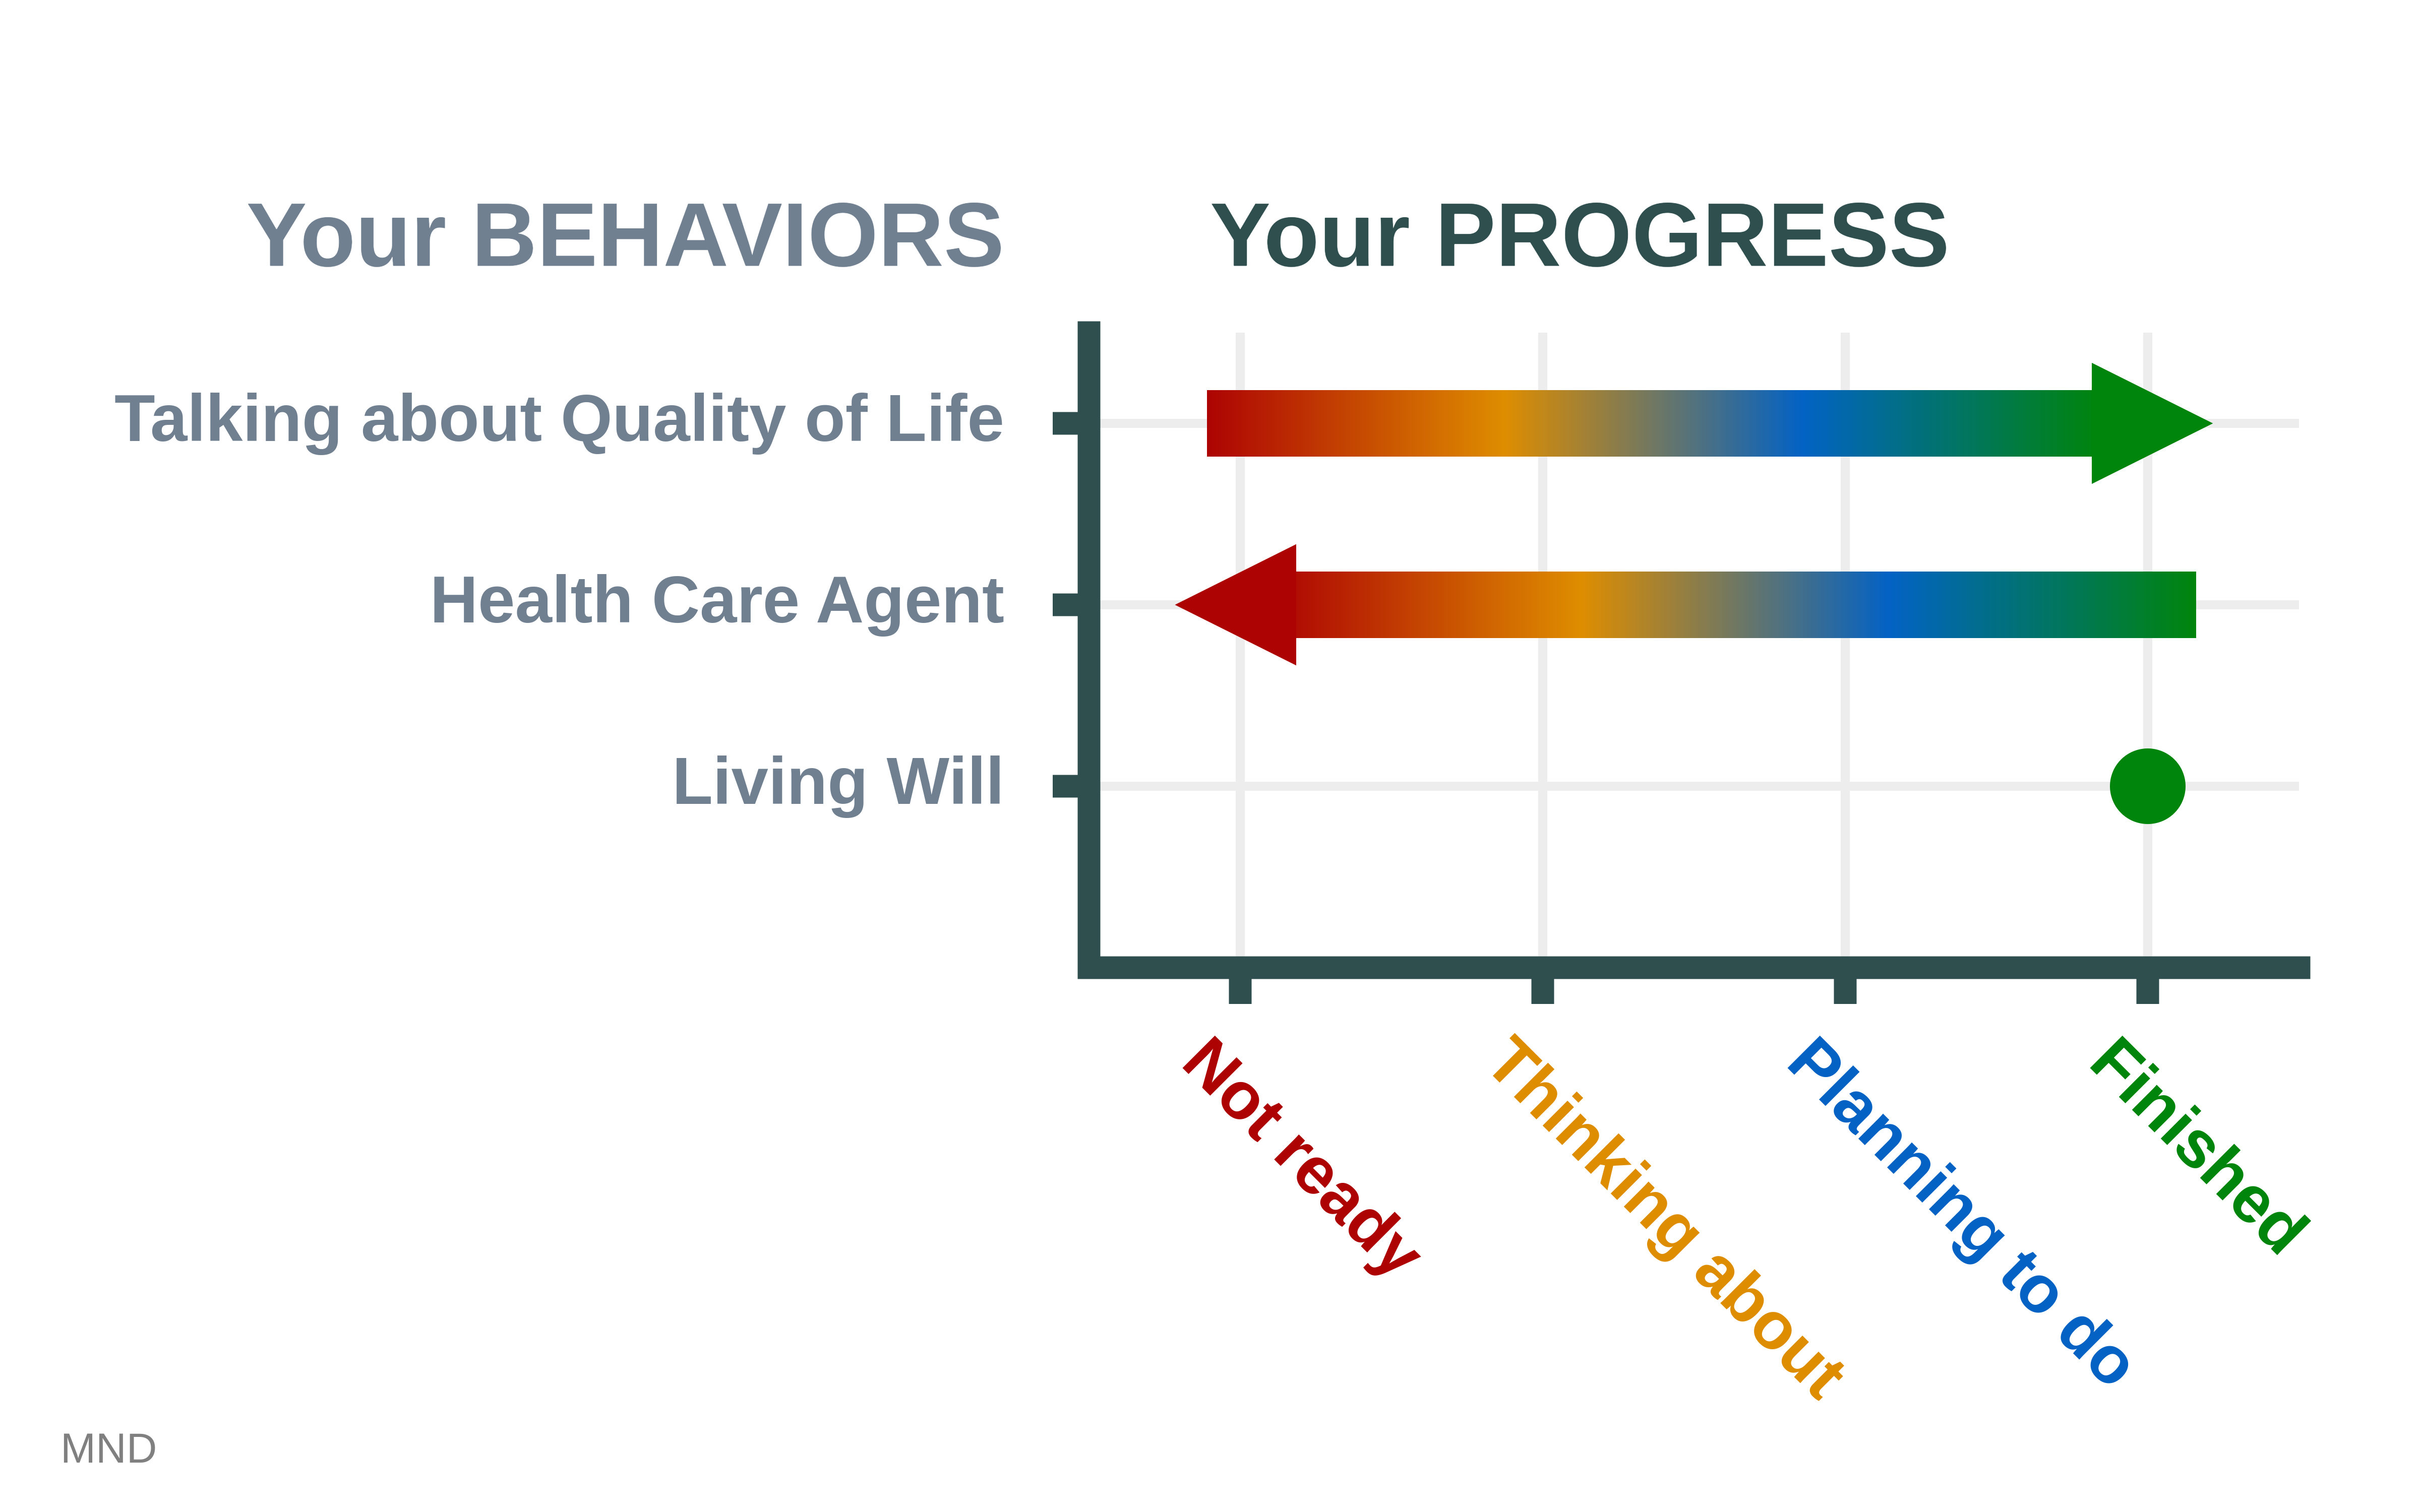 Your BEHAVIORS
Your PROGRESS
Talking about Quality of Life
Health Care Agent
Living Will
Not ready
Thinking about
Planning to do
Finished
MND